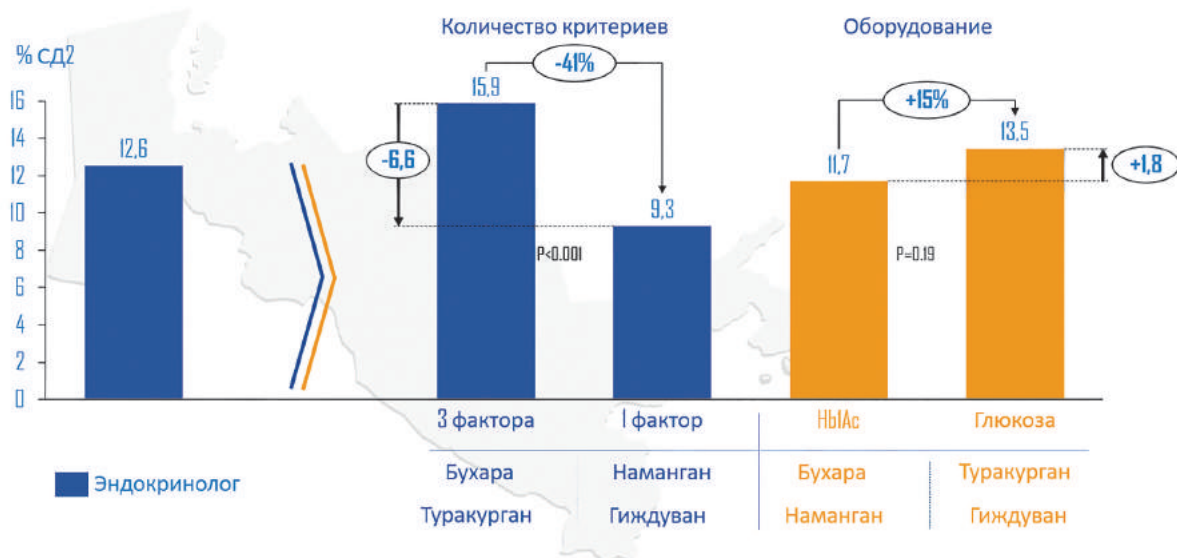 Количество критериев
Оборудование
% СД2
-41%
+15%
16
14
12
10
8
6
4
2
0
12,6
15,9
-6,6
9,3
P<0.001
11,7
13,5
+1,8
P=0.19
3 фактора
1 фактор
HbIAc
Глюкоза
Бухара
Наманган
Бухара
Туракурган
Туракурган
Гиждуван
Наманган
Гиждуван
Эндокринолог